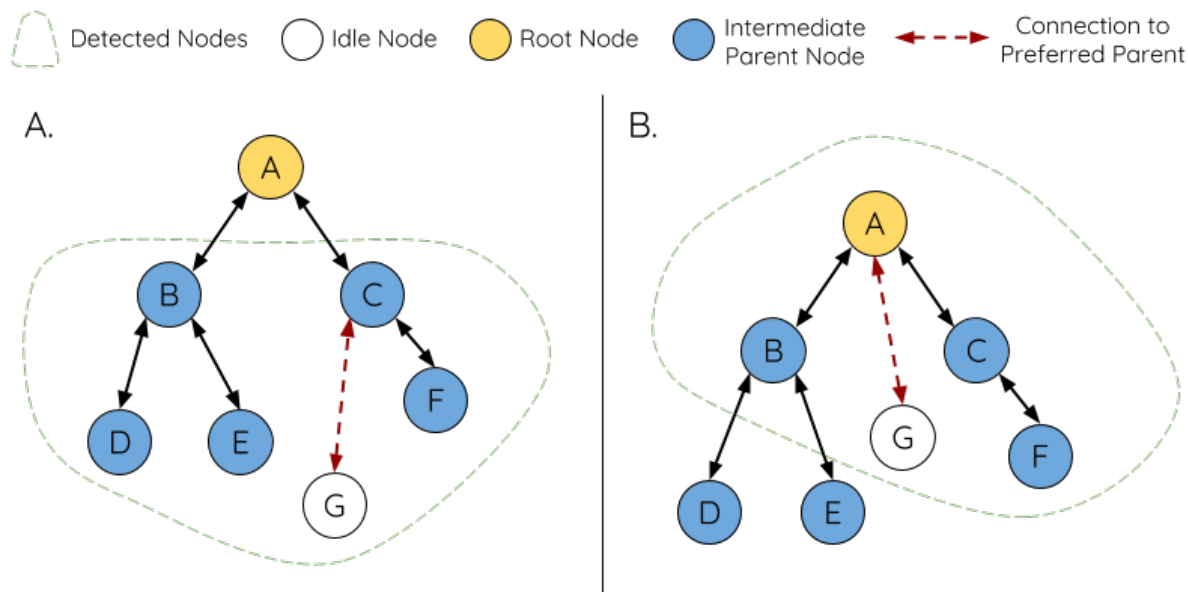 Detected Nodes
Idle Node
Root Node
Intermediate
Parent Node
Connection to
Preferred Parent
A.
A
B
C
D
E
F
G
B.
A
B
C
G
F
D
E